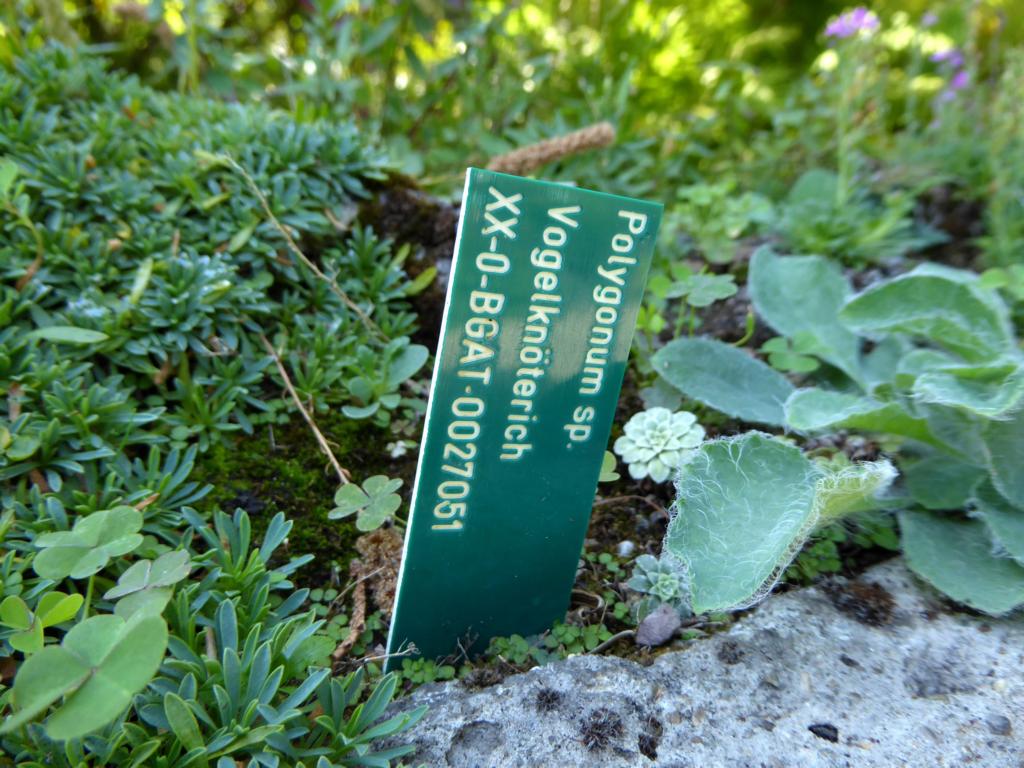 Polygonum sp.
Vogelknöterich
XX-0-BGAT-0027051